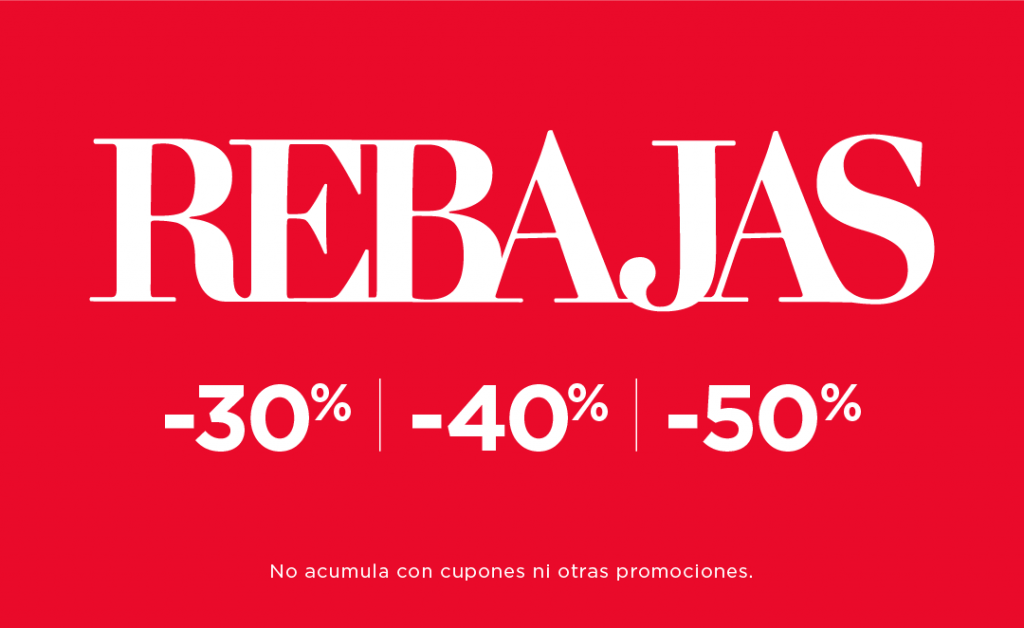 REBAJAS
-30% | -40% | -50%
No acumula con cupones ni otras promociones.